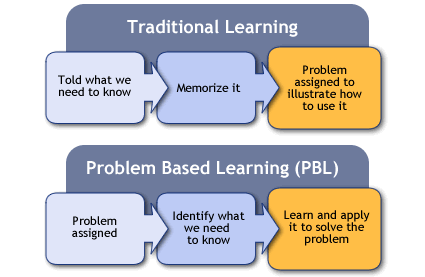 Traditional Learning
Told what we
need to know
Memorize it
Problem
assigned to
illustrate how
to use it
Problem Based Learning (PBL)
Problem
assigned
Identify what
we need
to know
Learn and apply
it to solve the
problem